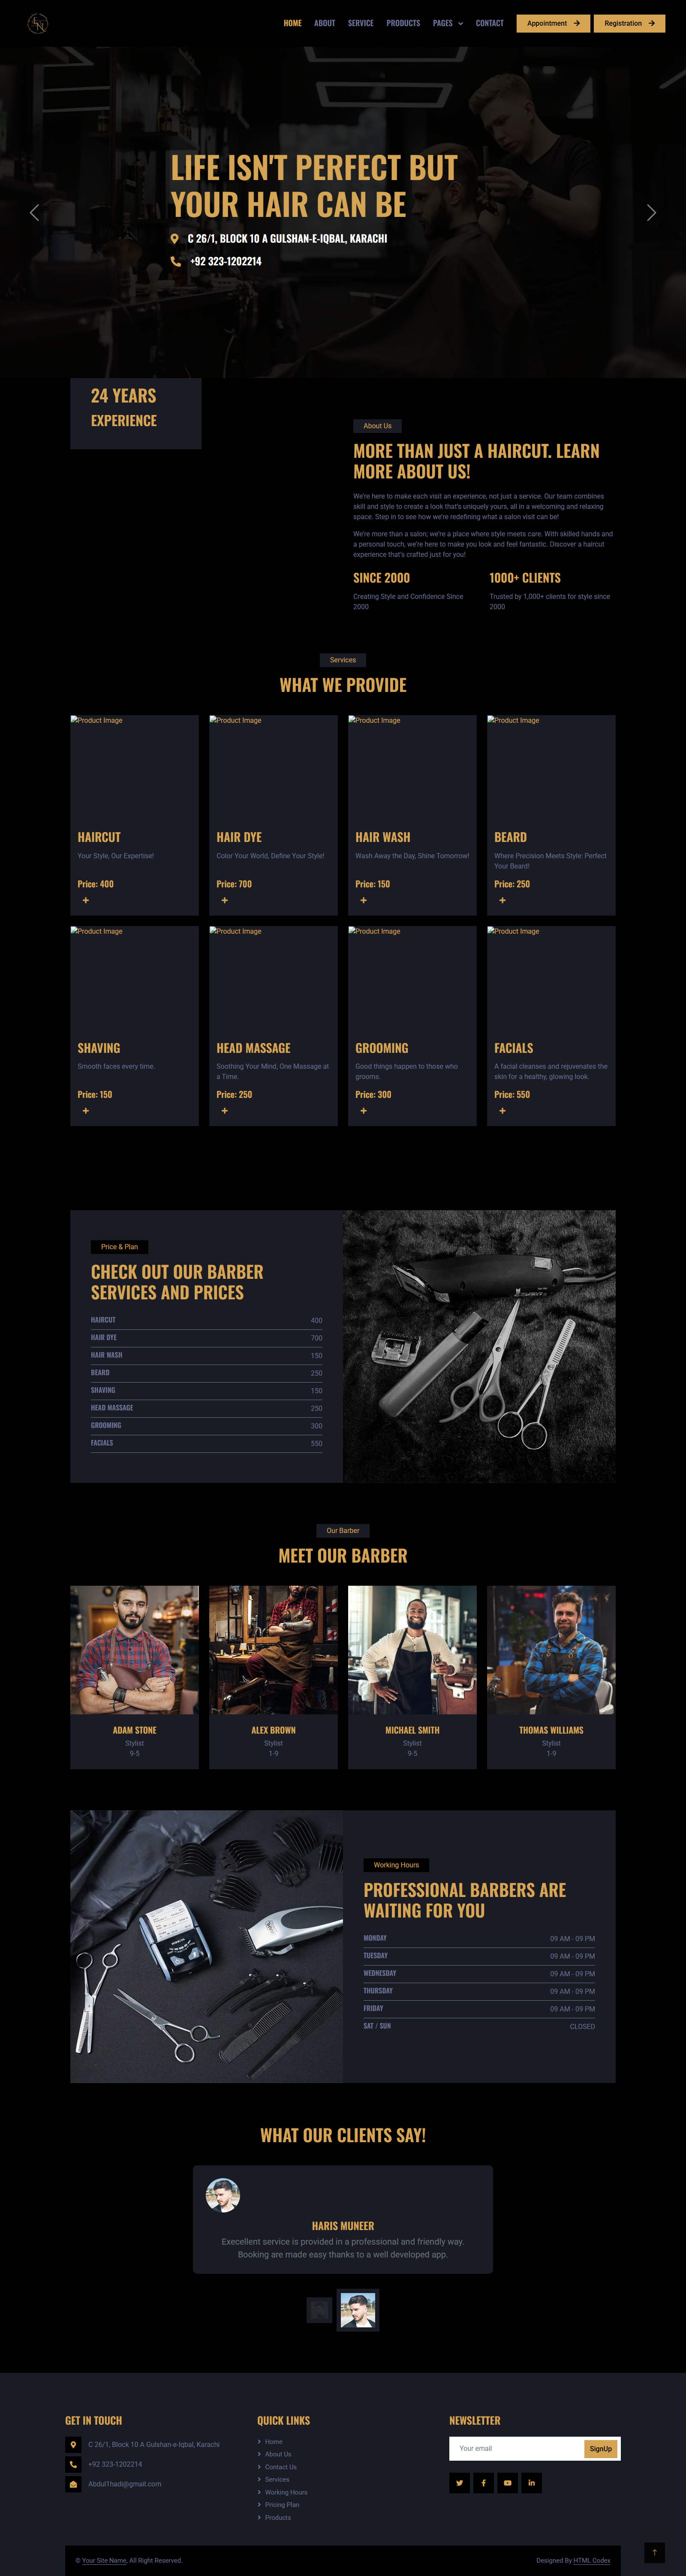 EN
HOME
ABOUT
SERVICE
PRODUCTS
PAGES
CONTACT
Appointment
Registration
LIFE ISN'T PERFECT BUT
YOUR HAIR CAN BE
C 26/1, BLOCK 10 A GULSHAN-E-IQBAL, KARACHI
+92 323-1202214
24 YEARS
EXPERIENCE
About Us
MORE THAN JUST A HAIRCUT. LEARN
MORE ABOUT US!
We're here to make each visit an experience, not just a service. Our team combines
skill and style to create a look that's uniquely yours, all in a welcoming and relaxing
space. Step in to see how we're redefining what a salon visit can be!
We're more than a salon; we're a place where style meets care. With skilled hands and
a personal touch, we're here to make you look and feel fantastic. Discover a haircut
experience that's crafted just for you!
SINCE 2000
Creating Style and Confidence Since
2000
1000+ CLIENTS
Trusted by 1,000+ clients for style since
2000
Services
WHAT WE PROVIDE
Product Image
HAIRCUT
Your Style, Our Expertise!
Price: 400
Product Image
HAIR DYE
Color Your World, Define Your Style!
Price: 700
Product Image
HAIR WASH
Wash Away the Day, Shine Tomorrow!
Price: 150
Product Image
BEARD
Where Precision Meets Style: Perfect
Your Beard!
Price: 250
Product Image
SHAVING
Smooth faces every time.
Price: 150
Product Image
HEAD MASSAGE
Soothing Your Mind, One Massage at
a Time.
Price: 250
Product Image
GROOMING
Good things happen to those who
grooms.
Price: 300
Product Image
FACIALS
A facial cleanses and rejuvenates the
skin for a healthy, glowing look.
Price: 550
Price & Plan
CHECK OUT OUR BARBER
SERVICES AND PRICES
HAIRCUT 400
HAIR DYE 700
HAIR WASH 150
BEARD 250
SHAVING 150
HEAD MASSAGE 250
GROOMING 300
FACIALS 550
Our Barber
MEET OUR BARBER
ADAM STONE
Stylist
9-5
ALEX BROWN
Stylist
1-9
MICHAEL SMITH
Stylist
9-5
THOMAS WILLIAMS
Stylist
1-9
Working Hours
PROFESSIONAL BARBERS ARE
WAITING FOR YOU
MONDAY 09 AM - 09 PM
TUESDAY 09 AM - 09 PM
WEDNESDAY 09 AM - 09 PM
THURSDAY 09 AM - 09 PM
FRIDAY 09 AM - 09 PM
SAT / SUN CLOSED
WHAT OUR CLIENTS SAY!
HARIS MUNEER
Execellent service is provided in a professional and friendly way.
Booking are made easy thanks to a well developed app.
GET IN TOUCH
C 26/1, Block 10 A Gulshan-e-Iqbal, Karachi
+92 323-1202214
Abdul1hadi@gmail.com
QUICK LINKS
Home
About Us
Contact Us
Services
Working Hours
Pricing Plan
Products
NEWSLETTER
Your email
SignUp
© Your Site Name, All Right Reserved.
Designed By HTML Codex